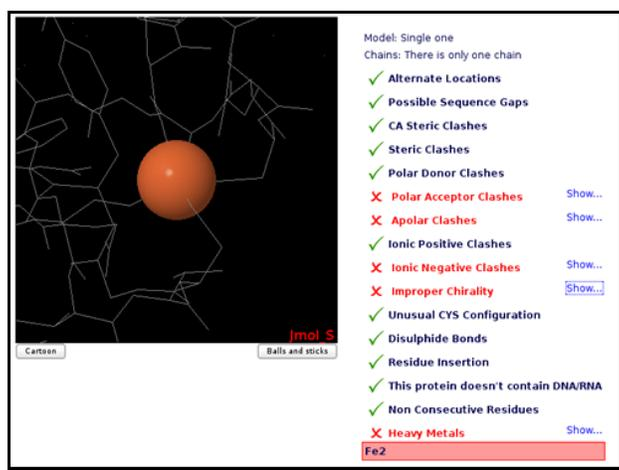 Model: Single one
Chains: There is only one chain
Alternate Locations
Possible Sequence Gaps
CA Steric Clashes
Steric Clashes
Polar Donor Clashes
Polar Acceptor Clashes Show...
Apolar Clashes Show...
Ionic Positive Clashes
Ionic Negative Clashes Show...
Improper Chirality Show...
Unusual CYS Configuration
Disulphide Bonds
Residue Insertion
This protein doesn't contain DNA/RNA
Non Consecutive Residues
Heavy Metals Show...
Fe2
Jmol S
Cartoon
Balls and sticks